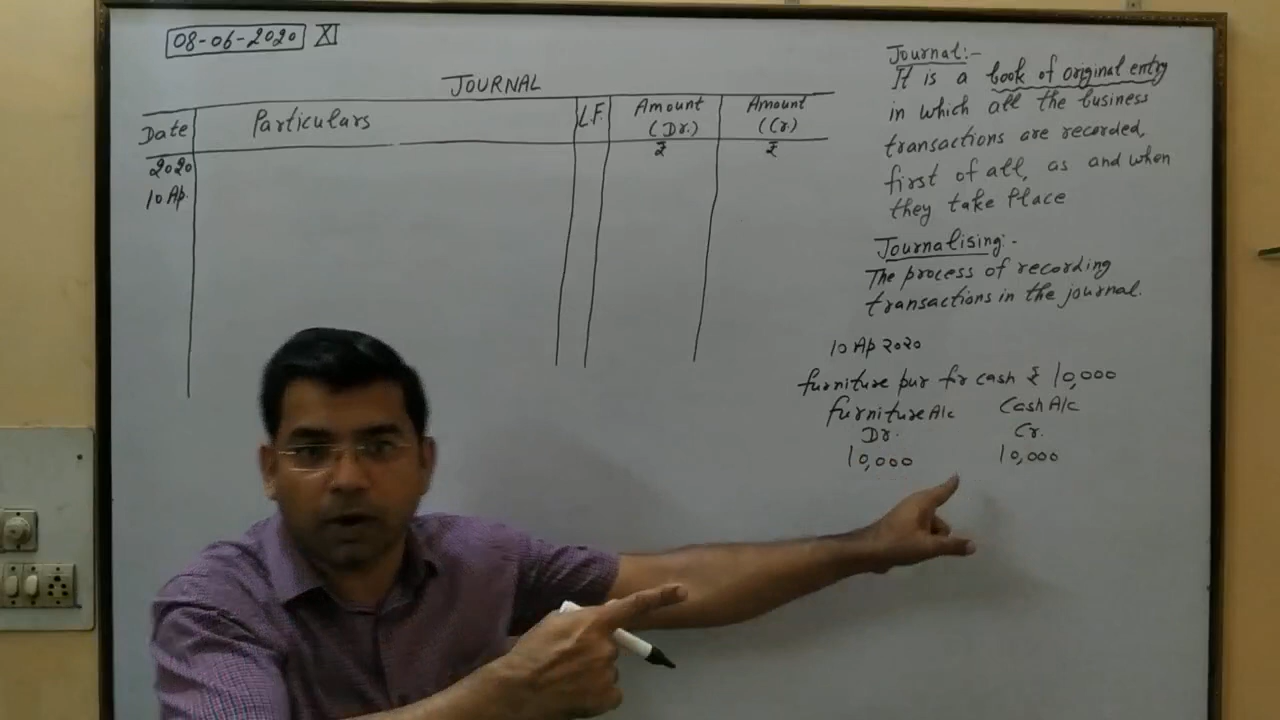 08-06-2020 XI
JOURNAL
Date Particulars L.F. Amount (Dr.) Amount (Cr)
₹ ₹
2020
10 Ap.
Journal:-
It is a book of original entry
in which all the business
transactions are recorded,
first of all, as and when
they take place
Journalising:-
The process of recording
transactions in the journal.
10 Ap 2020
furniture pur for cash ₹ 10,000
furniture A/c Cash A/c
Dr. Cr.
10,000 10,000